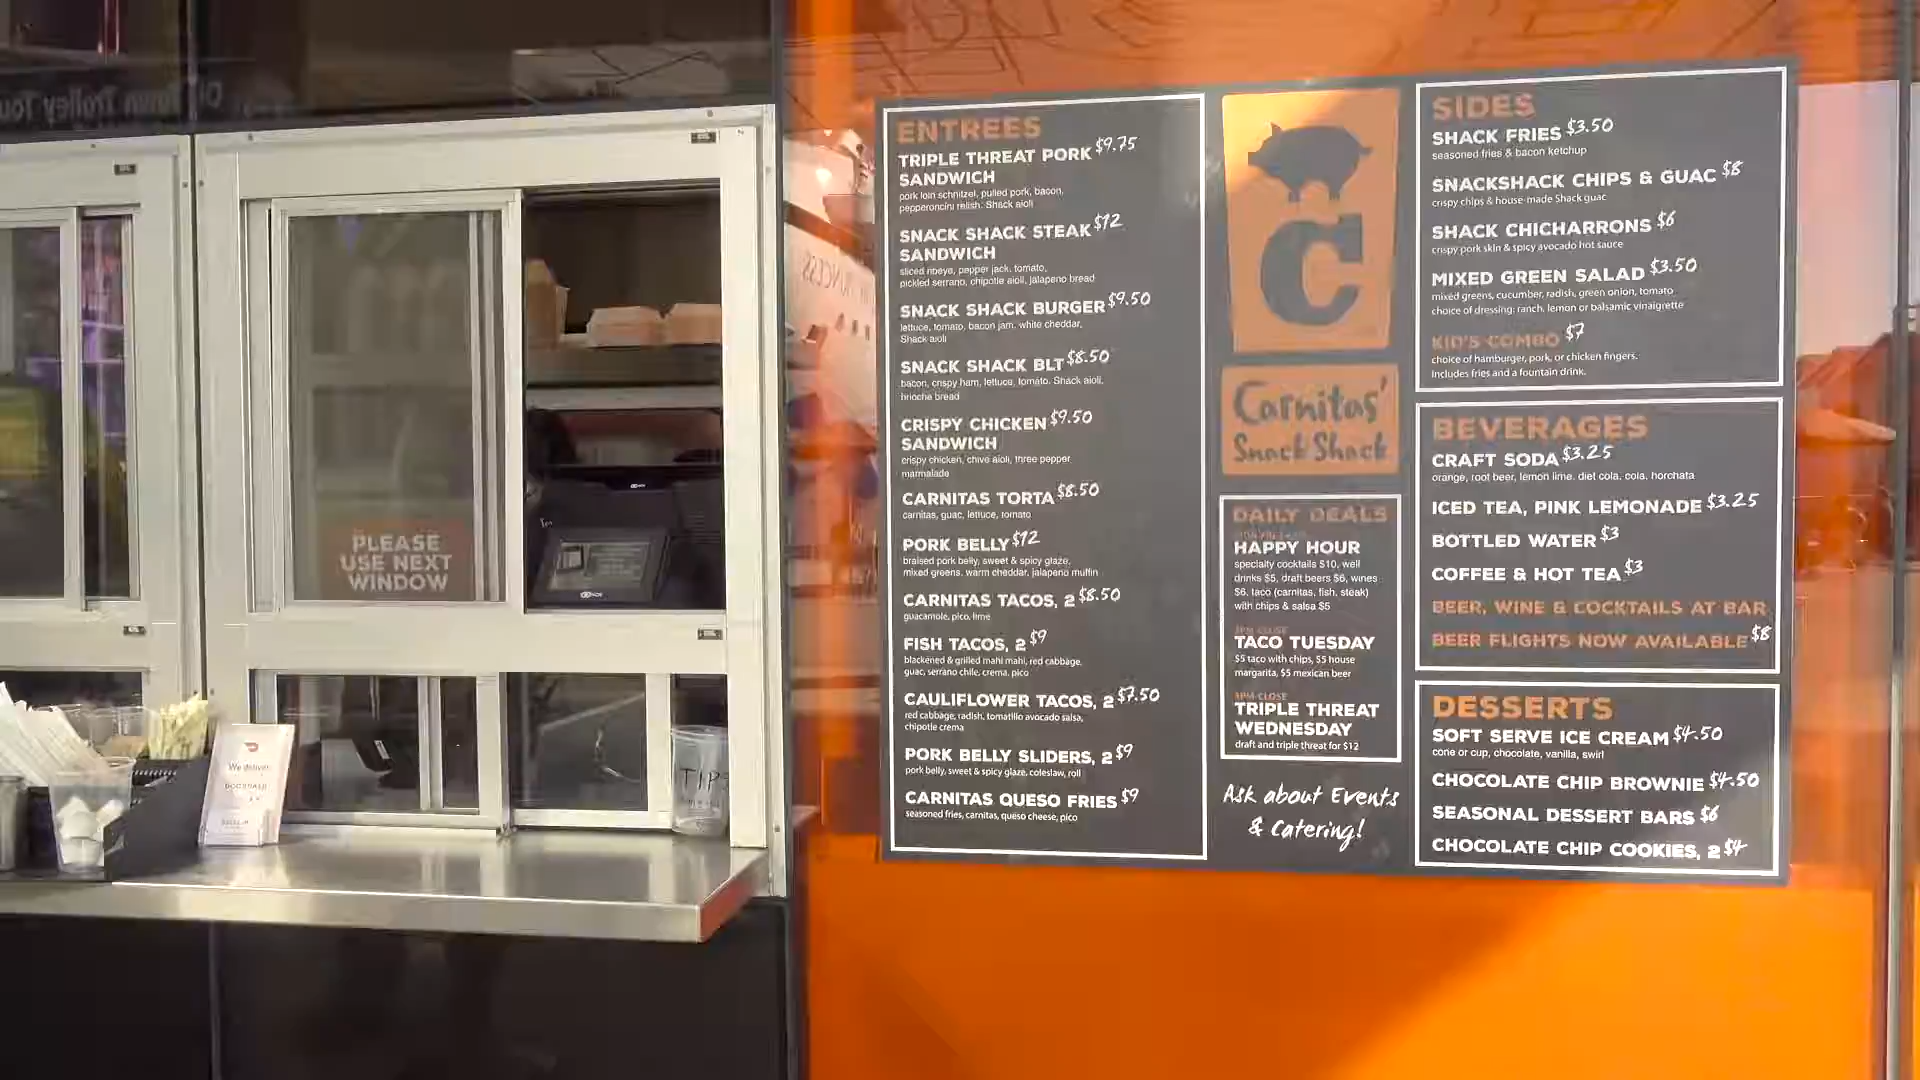 PLEASE
USE NEXT
WINDOW
We deliver
TIPS
ENTREES
TRIPLE THREAT PORK $9.75
SANDWICH
pork loin schnitzel, pulled pork, bacon,
pepperoncini relish, Shack aioli
SNACK SHACK STEAK $12
SANDWICH
sliced ribeye, pepper jack, tomato,
pickled serrano, chipotle aioli, jalapeno bread
SNACK SHACK BURGER $9.50
lettuce, tomato, bacon jam, white cheddar,
Shack aioli
SNACK SHACK BLT $8.50
bacon, crispy ham, lettuce, tomato, Shack aioli,
brioche bread
CRISPY CHICKEN $9.50
SANDWICH
crispy chicken, chive aioli, three pepper
marmalade
CARNITAS TORTA $8.50
carnitas, guac, lettuce, tomato
PORK BELLY $12
braised pork belly, sweet & spicy glaze,
mixed greens, warm cheddar, jalapeno muffin
CARNITAS TACOS, 2 $8.50
guacamole, pico, lime
FISH TACOS, 2 $9
blackened & grilled mahi mahi, red cabbage,
guac, serrano chile, crema, pico
CAULIFLOWER TACOS, 2 $7.50
red cabbage, radish, tomatillo avocado salsa,
chipotle crema
PORK BELLY SLIDERS, 2 $9
pork belly, sweet & spicy glaze, coleslaw, roll
CARNITAS QUESO FRIES $9
seasoned fries, carnitas, queso cheese, pico
C
Carnitas'
Snack Shack
DAILY DEALS
HAPPY HOUR
specialty cocktails $10, well
drinks $5, draft beers $6, wines
$6, taco (carnitas, fish, steak)
with chips & salsa $5
3PM-CLOSE
TACO TUESDAY
$5 taco with chips, $5 house
margarita, $5 mexican beer
3PM-CLOSE
TRIPLE THREAT
WEDNESDAY
draft and triple threat for $12
Ask about Events
& Catering!
SIDES
SHACK FRIES $3.50
seasoned fries & bacon ketchup
SNACKSHACK CHIPS & GUAC $8
crispy chips & house-made Shack guac
SHACK CHICHARRONS $6
crispy pork skin & spicy avocado hot sauce
MIXED GREEN SALAD $3.50
mixed greens, cucumber, radish, green onion, tomato
choice of dressing: ranch, lemon or balsamic vinaigrette
KID'S COMBO $7
choice of hamburger, pork, or chicken fingers.
Includes fries and a fountain drink.
BEVERAGES
CRAFT SODA $3.25
orange, root beer, lemon lime, diet cola, cola, horchata
ICED TEA, PINK LEMONADE $3.25
BOTTLED WATER $3
COFFEE & HOT TEA $3
BEER, WINE & COCKTAILS AT BAR
BEER FLIGHTS NOW AVAILABLE $8
DESSERTS
SOFT SERVE ICE CREAM $4.50
cone or cup, chocolate, vanilla, swirl
CHOCOLATE CHIP BROWNIE $4.50
SEASONAL DESSERT BARS $6
CHOCOLATE CHIP COOKIES, 2 $4